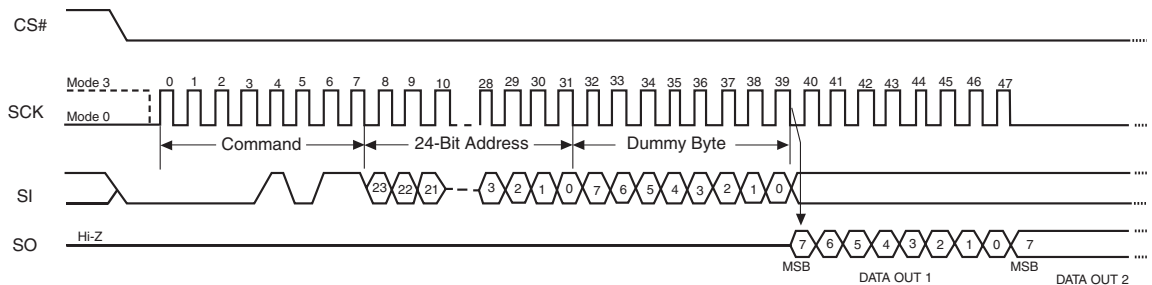 CS#
Mode 3
0 1 2 3 4 5 6 7 8 9 10 28 29 30 31 32 33 34 35 36 37 38 39 40 41 42 43 44 45 46 47
SCK
Mode 0
Command 24-Bit Address Dummy Byte
SI 23 22 21 3 2 1 0 7 6 5 4 3 2 1 0
SO Hi-Z 7 6 5 4 3 2 1 0 7
MSB DATA OUT 1 MSB DATA OUT 2